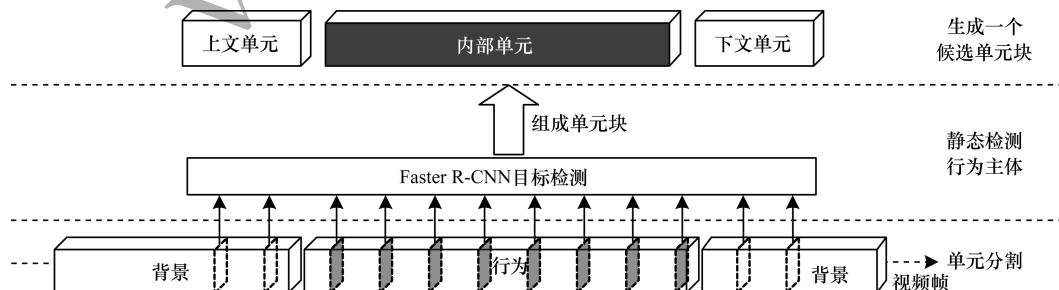 上文单元
内部单元
下文单元
生成一个
候选单元块
组成单元块
静态检测
行为主体
Faster R-CNN目标检测
背景
行为
背景
单元分割
视频帧